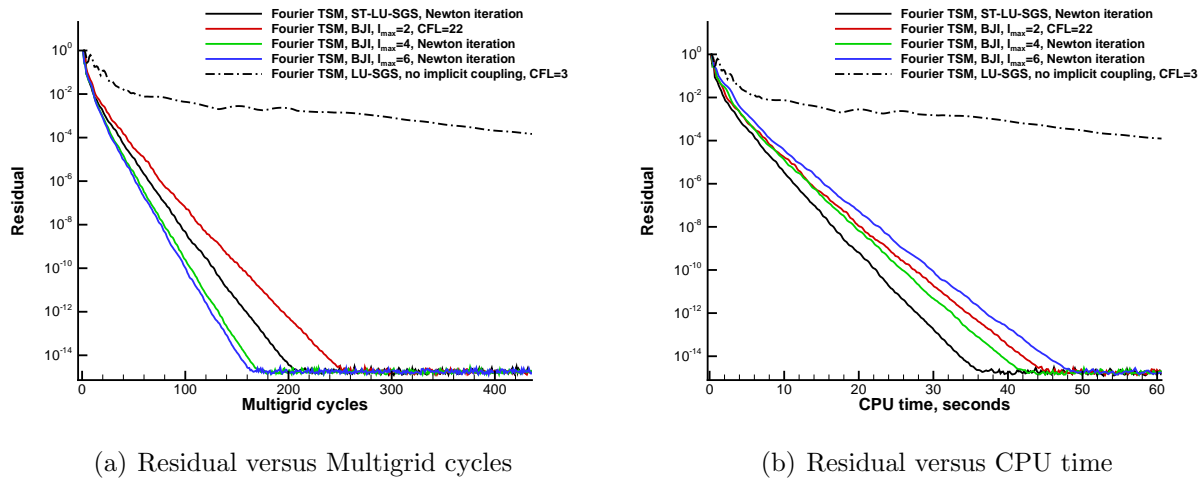 Fourier TSM, ST-LU-SGS, Newton iteration
Fourier TSM, BJI, lmax=2, CFL=22
Fourier TSM, BJI, lmax=4, Newton iteration
Fourier TSM, BJI, lmax=6, Newton iteration
Fourier TSM, LU-SGS, no implicit coupling, CFL=3
10^0
10^-2
10^-4
10^-6
10^-8
10^-10
10^-12
10^-14
Residual
0 100 200 300 400
Multigrid cycles
(a) Residual versus Multigrid cycles
Fourier TSM, ST-LU-SGS, Newton iteration
Fourier TSM, BJI, lmax=2, CFL=22
Fourier TSM, BJI, lmax=4, Newton iteration
Fourier TSM, BJI, lmax=6, Newton iteration
Fourier TSM, LU-SGS, no implicit coupling, CFL=3
10^0
10^-2
10^-4
10^-6
10^-8
10^-10
10^-12
10^-14
Residual
0 10 20 30 40 50 60
CPU time, seconds
(b) Residual versus CPU time